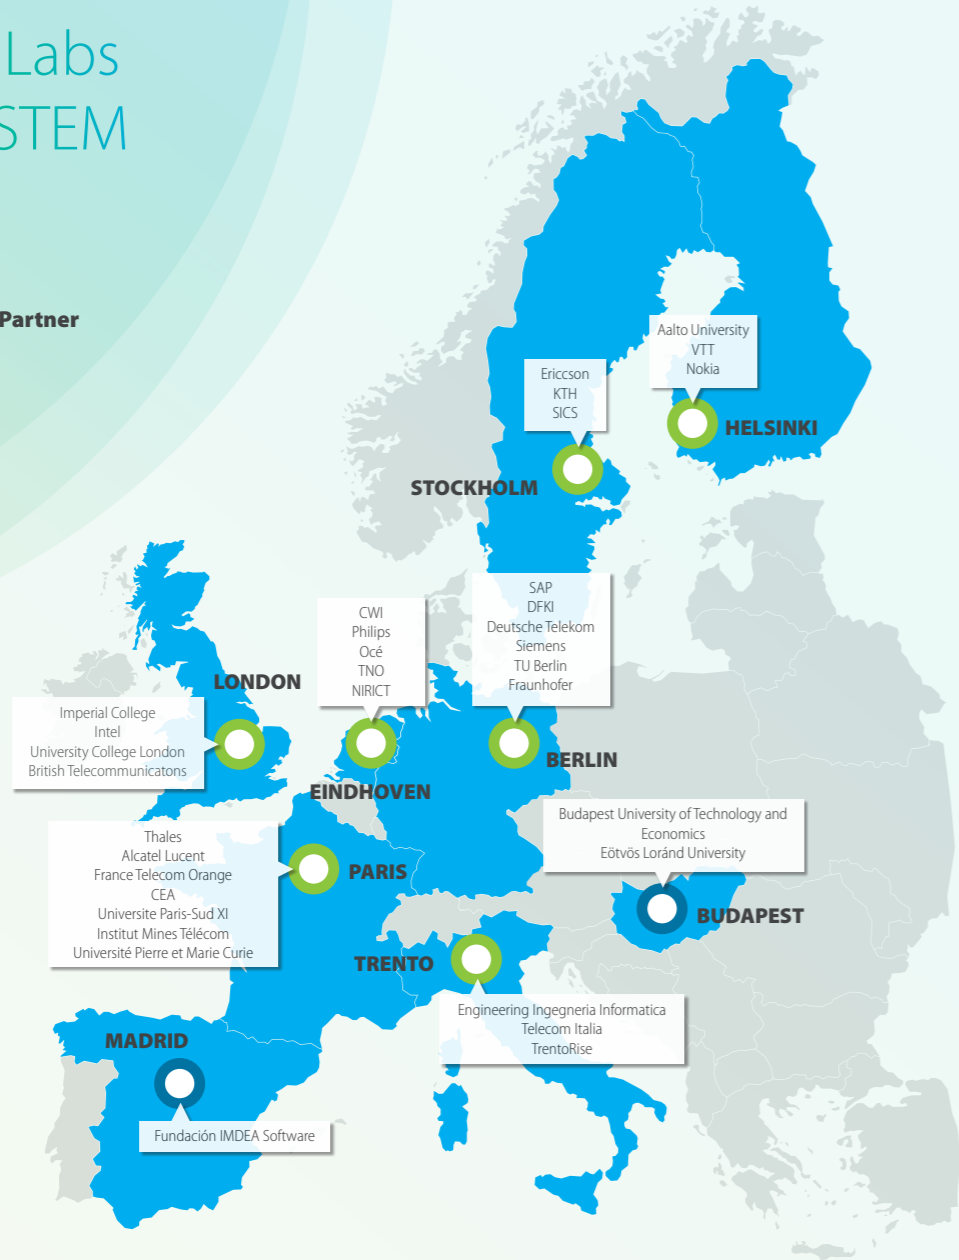 Labs
STEM
Partner
Aalto University
VTT
Nokia
HELSINKI
Ericcson
KTH
SICS
STOCKHOLM
SAP
DFKI
Deutsche Telekom
Siemens
TU Berlin
Fraunhofer
BERLIN
CWI
Philips
Océ
TNO
NIRICT
EINDHOVEN
LONDON
Imperial College
Intel
University College London
British Telecommunicatons
Thales
Alcatel Lucent
France Telecom Orange
CEA
Universite Paris-Sud XI
Institut Mines Télécom
Université Pierre et Marie Curie
PARIS
Budapest University of Technology and
Economics
Eötvös Loránd University
BUDAPEST
TRENTO
Engineering Ingegneria Informatica
Telecom Italia
TrentoRise
MADRID
Fundación IMDEA Software